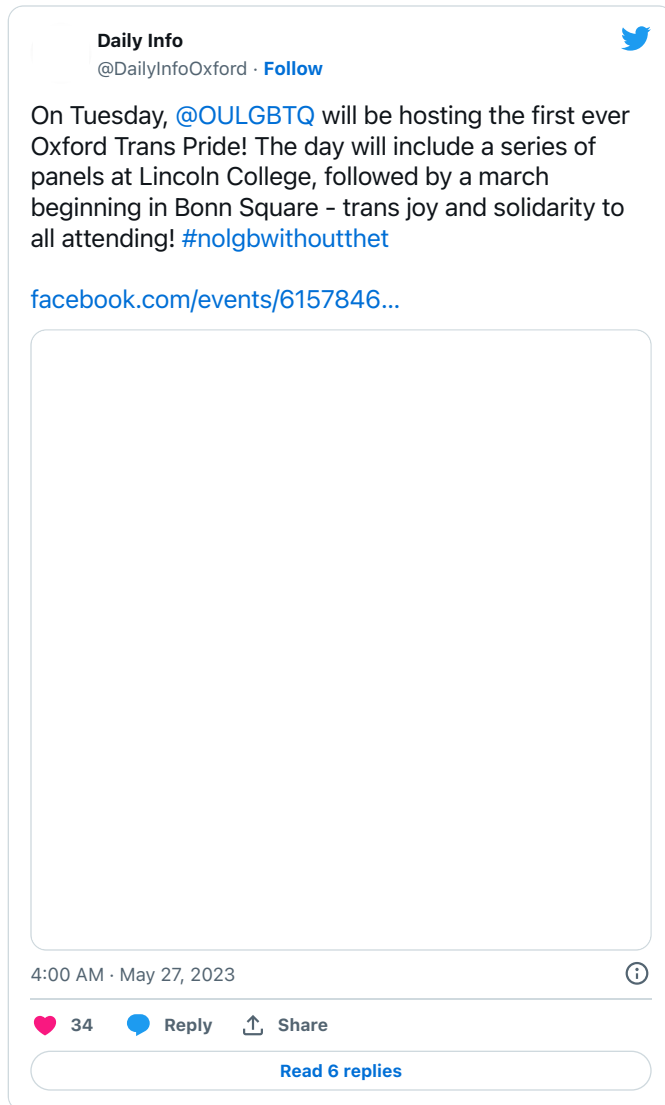 Daily Info
@DailyInfoOxford · Follow
On Tuesday, @OULGBTQ will be hosting the first ever
Oxford Trans Pride! The day will include a series of
panels at Lincoln College, followed by a march
beginning in Bonn Square - trans joy and solidarity to
all attending! #nolgbwithoutthet
facebook.com/events/6157846...
4:00 AM · May 27, 2023
34 Reply Share
Read 6 replies